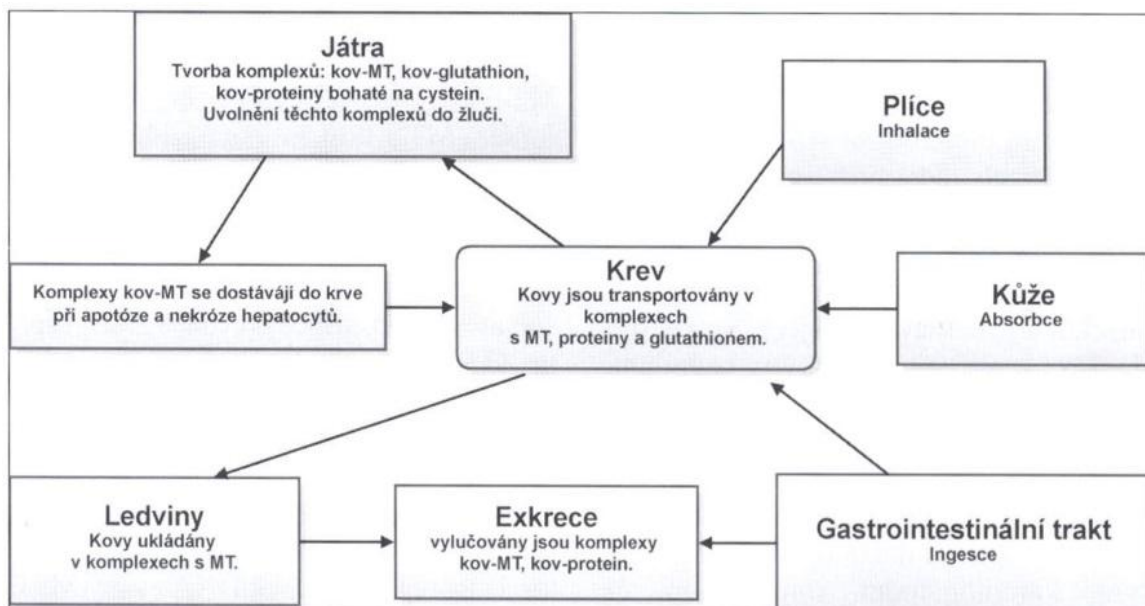 Játra
Tvorba komplexů: kov-MT, kov-glutathion,
kov-proteiny bohaté na cystein.
Uvolnění těchto komplexů do žluči.
Plíce
Inhalace
Komplexy kov-MT se dostávájí do krve
při apotóze a nekróze hepatocytů.
Krev
Kovy jsou transportovány v
komplexech
s MT, proteiny a glutathionem.
Kůže
Absorbce
Ledviny
Kovy ukládány
v komplexech s MT.
Exkrece
vylučovány jsou komplexy
kov-MT, kov-protein.
Gastrointestinální trakt
Ingesce